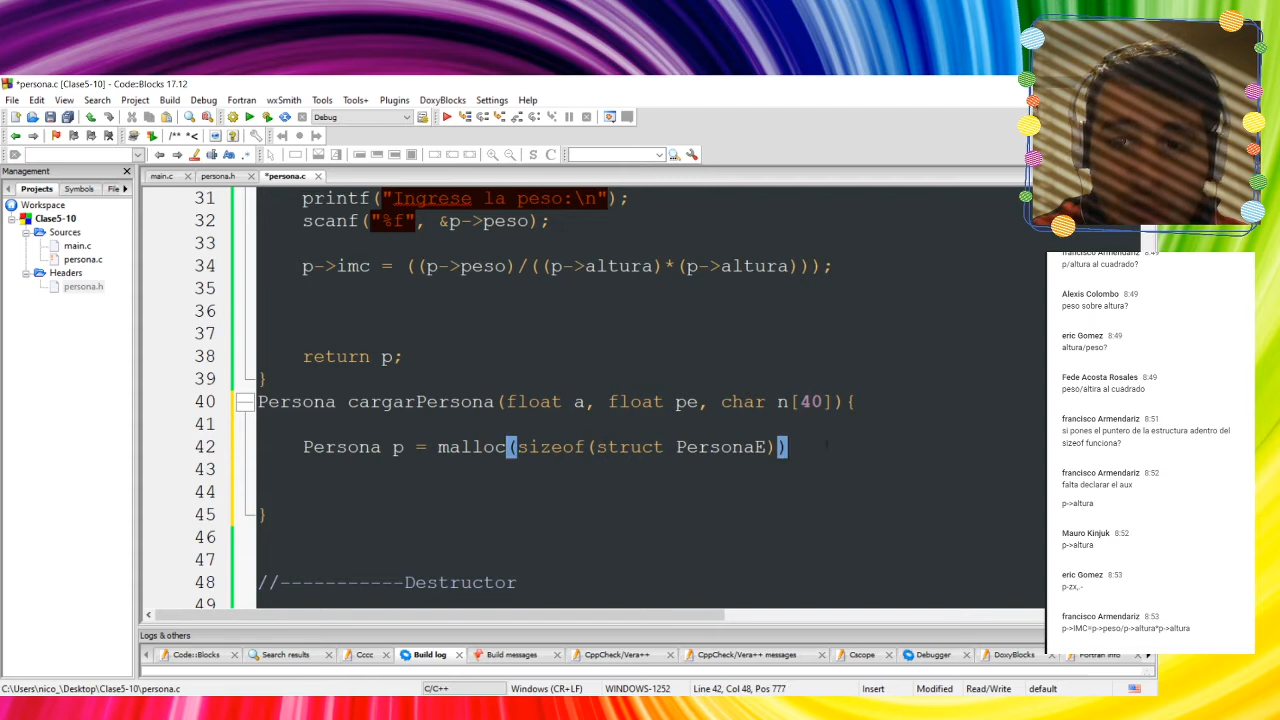 *persona.c [Clase5-10] - Code::Blocks 17.12
File Edit View Search Project Build Debug Fortran wxSmith Tools Tools+ Plugins DoxyBlocks Settings Help
Debug
Management
main.c persona.h *persona.c
Projects Symbols File
Workspace
Clase5-10
Sources
main.c
persona.c
Headers
persona.h
31 printf("Ingrese la peso:\n");
32 scanf("%f", &p->peso);
33
34 p->imc = ((p->peso)/((p->altura)*(p->altura)));
35
36
37
38 return p;
39 }
40 Persona cargarPersona(float a, float pe, char n[40]){
41
42 Persona p = malloc(sizeof(struct PersonaE))
43
44
45 }
46
47
48 //-----------Destructor
49
Logs & others
Code::Blocks Search results Cccc Build log Build messages CppCheck/Vera++ CppCheck/Vera++ messages Cscope Debugger DoxyBlocks Fortran info
C:\Users\nico_\Desktop\Clase5-10\persona.c C/C++ Windows (CR+LF) WINDOWS-1252 Line 42, Col 48, Pos 777 Insert Modified Read/Write default
francisco Armendariz 8:49
p/altura al cuadrado?
Alexis Colombo 8:49
peso sobre altura?
eric Gomez 8:49
altura/peso?
Fede Acosta Rosales 8:49
peso/altira al cuadrado
francisco Armendariz 8:51
si pones el puntero de la estructura adentro del
sizeof funciona?
francisco Armendariz 8:52
falta declarar el aux
p->altura
Mauro Kinjuk 8:52
p->altura
eric Gomez 8:53
p-zx,.-
francisco Armendariz 8:53
p->IMC=p->peso/p->altura*p->altura